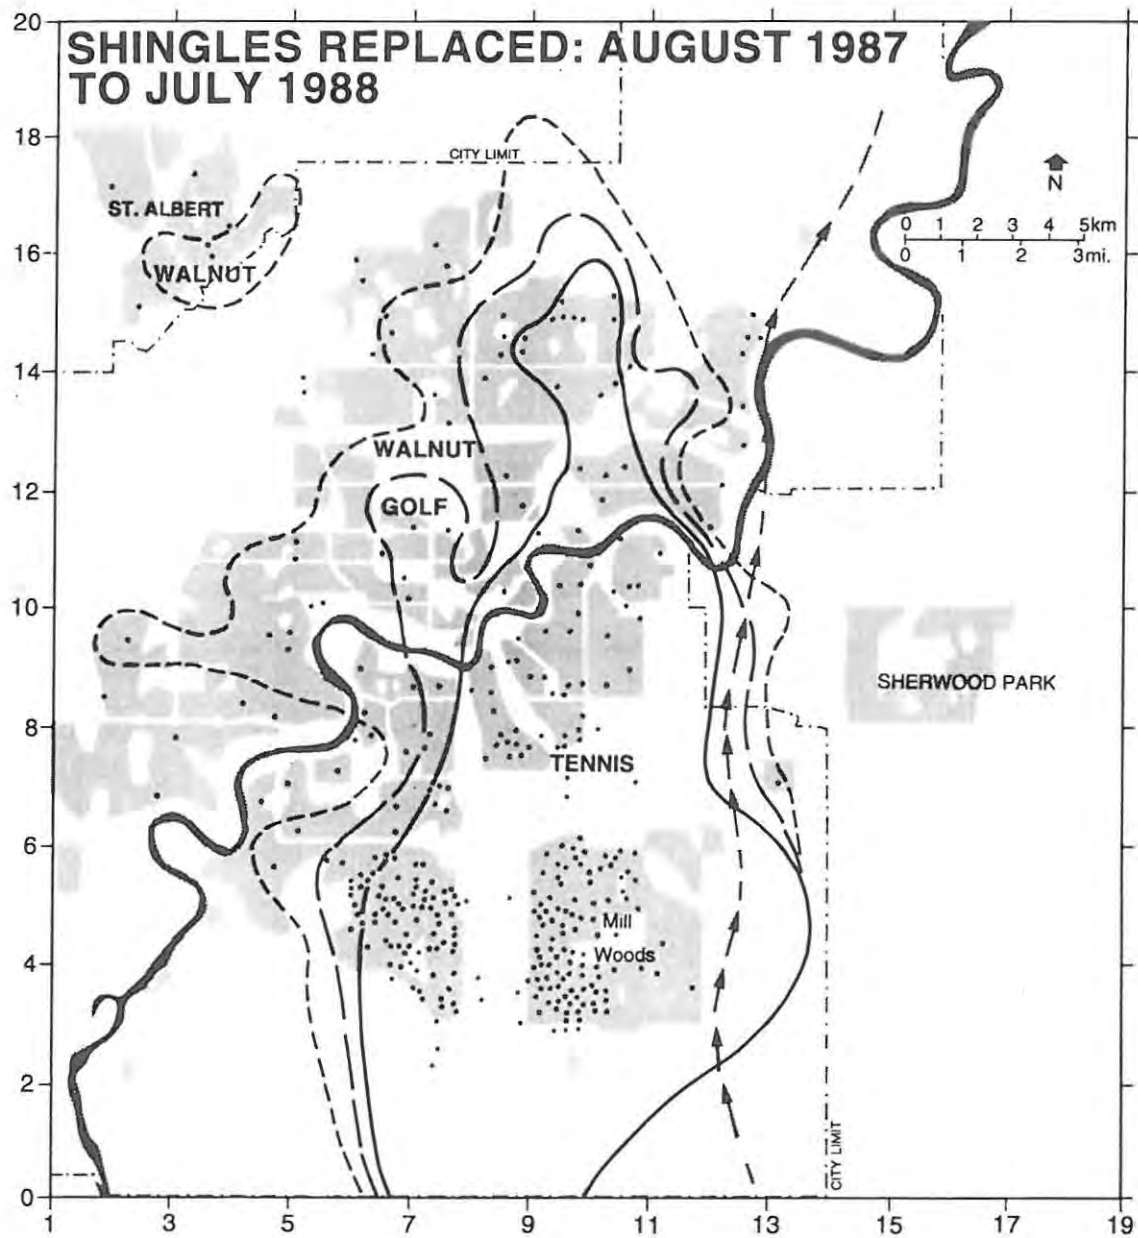 SHINGLES REPLACED: AUGUST 1987
TO JULY 1988
20
18
16
14
12
10
8
6
4
2
0
CITY LIMIT
N
0 1 2 3 4 5km
0 1 2 3mi.
ST. ALBERT
WALNUT
WALNUT
GOLF
SHERWOOD PARK
TENNIS
Mill
Woods
CITY LIMIT
1 3 5 7 9 11 13 15 17 19